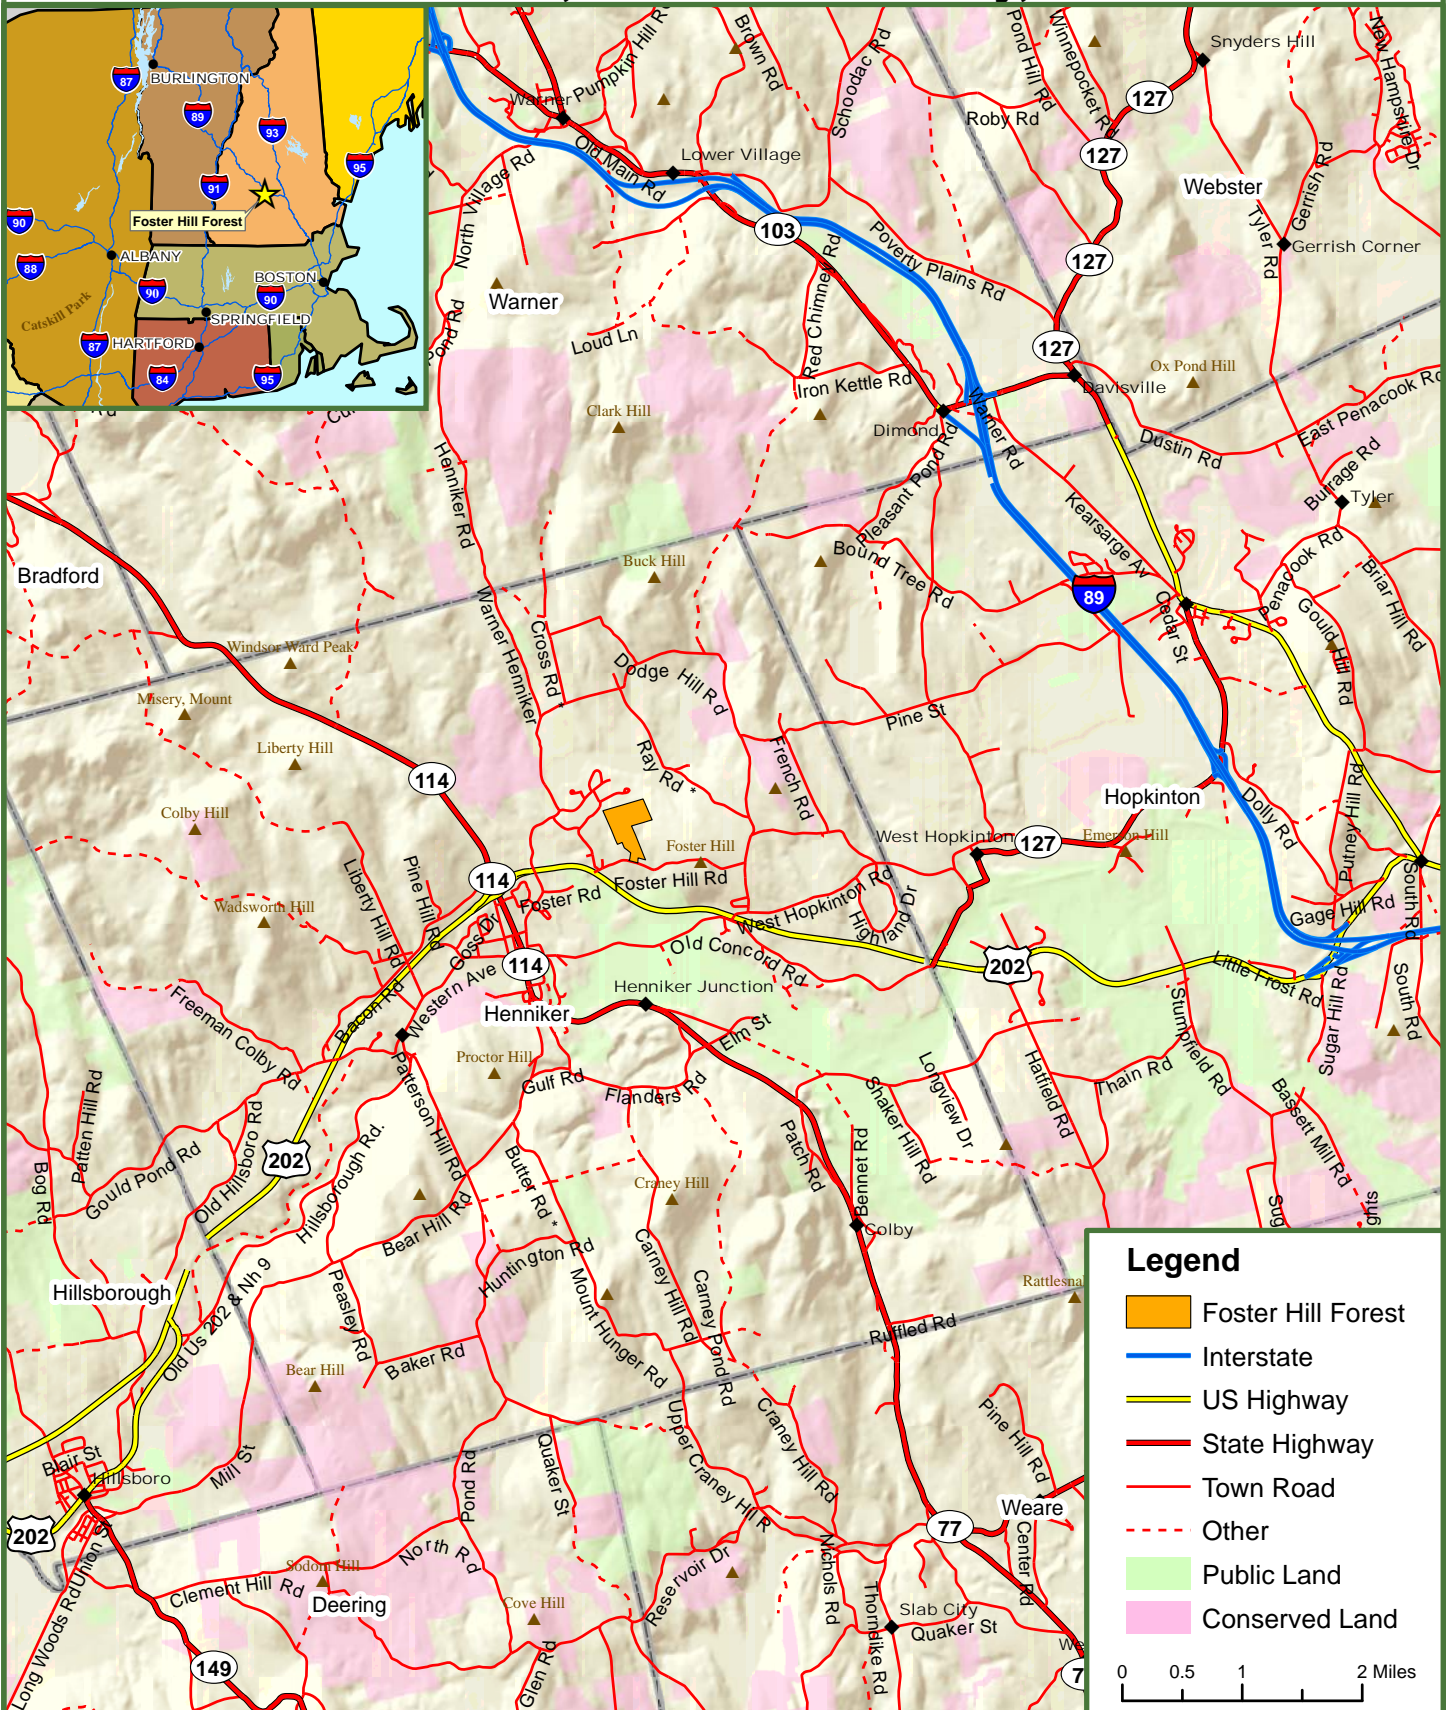 BURLINGTON
87
89
93
95
91
Foster Hill Forest
90
88
ALBANY
BOSTON
90
90
Catskill Park
SPRINGFIELD
87
HARTFORD
84
95
Pumpkin Hill Rd
Brown Rd
Schoodac Rd
Pond Hill Rd
Winnepocket Rd
Snyders Hill
New Hampshire Dr
127
Warner
Roby Rd
127
Old Main Rd
Lower Village
North Village Rd
Webster
Gerrish Rd
Tyler Rd
103
Poverty Plains Rd
127
Gerrish Corner
Warner
Red Chimney Rd
Pond Rd
Loud Ln
127
Ox Pond Hill
Iron Kettle Rd
Davisville
Clark Hill
Dimond
Warner Rd
East Penacook Rd
Dustin Rd
Henniker Rd
Pleasant Pond Rd
Burrage Rd
Tyler
Kearsarge Av
Bradford
Buck Hill
Bound Tree Rd
89
Penacook Rd
Briar Hill Rd
Warner Henniker
Cross Rd *
Cedar St
Gould Hill Rd
Windsor Ward Peak
Dodge Hill Rd
Misery, Mount
Pine St
Liberty Hill
Ray Rd *
French Rd
114
Hopkinton
Dolly Rd
Putney Hill Rd
Colby Hill
West Hopkinton
127
Emerson Hill
Foster Hill
Liberty Hill Rd
Pine Hill Rd
114
Foster Hill Rd
Foster Rd
West Hopkinton Rd
Highland Dr
South Rd
Wadsworth Hill
Goss Dr
Gage Hill Rd
Old Concord Rd
114
202
Little Frost Rd
Western Ave
Henniker Junction
Bacon Rd
Henniker
Stumpfield Rd
Sugar Hill Rd
South Rd
Freeman Colby Rd
Elm St
Proctor Hill
Patterson Hill Rd
Gulf Rd
Flanders Rd
Longview Dr
Hatfield Rd
Thain Rd
Shaker Hill Rd
Bassett Mill Rd
Patten Hill Rd
Old Hillsboro Rd
Hillsborough Rd.
202
Patch Rd
Bennet Rd
Gould Pond Rd
Bog Rd
Butter Rd *
Craney Hill
Sug
ghts
Bear Hill Rd
Colby
Huntington Rd
Carney Hill Rd
Hillsborough
Old Us 202 & Nh 9
Peasley Rd
Mount Hunger Rd
Carney Pond Rd
Rattlesna
Ruffled Rd
Baker Rd
Bear Hill
Upper Craney Hill R
Craney Hill Rd
Pine Hill Rd
Blair St
Hillsboro
Mill St
Pond Rd
Quaker St
Weare
202
77
Union St
North Rd
Center Rd
Sodom Hill
Reservoir Dr
Nichols Rd
Clement Hill Rd
Deering
Cove Hill
Thorndike Rd
Slab City
Quaker St
Long Woods Rd
We
149
Glen Rd
7
Legend
Foster Hill Forest
Interstate
US Highway
State Highway
Town Road
Other
Public Land
Conserved Land
0 0.5 1 2 Miles